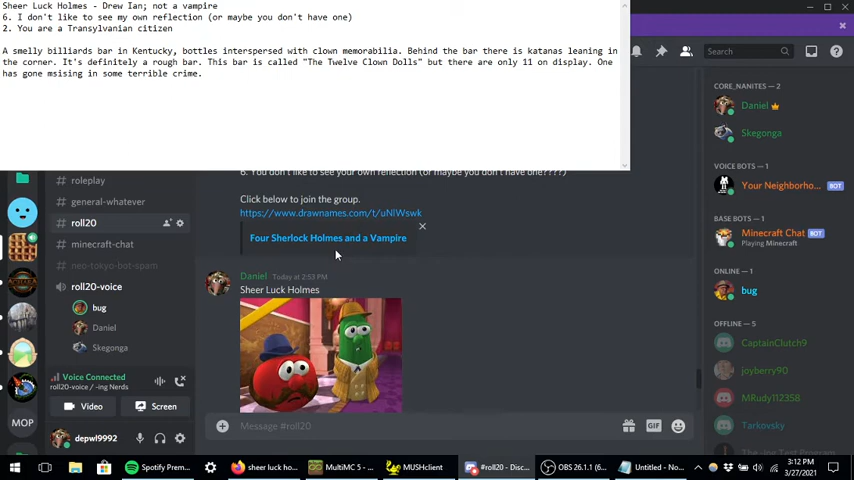 Sheer Luck Holmes - Drew Ian; not a vampire
6. I don't like to see my own reflection (or maybe you don't have one)
2. You are a Transylvanian citizen
A smelly billiards bar in Kentucky, bottles interspersed with clown memorabilia. Behind the bar there is katanas leaning in
the corner. It's definitely a rough bar. This bar is called "The Twelve Clown Dolls" but there are only 11 on display. One
has gone msising in some terrible crime.
Search
# roleplay
# general-whatever
# roll20
# minecraft-chat
# neo-tokyo-bot-spam
roll20-voice
bug
Daniel
Skegonga
Voice Connected
roll20-voice / -ing Nerds
Video
Screen
depwl9992
MOP
6. You don't like to see your own reflection (or maybe you don't have one????)
Click below to join the group.
https://www.drawnames.com/t/uNIWswk
Four Sherlock Holmes and a Vampire
Daniel Today at 2:53 PM
Sheer Luck Holmes
Message #roll20
GIF
CORE_NANITES — 2
Daniel
Skegonga
VOICE BOTS — 1
Your Neighborho... BOT
BASE BOTS — 1
Minecraft Chat BOT
Playing Minecraft
ONLINE — 1
bug
OFFLINE — 5
CaptainClutch9
joyberry90
MRudy112358
Tarkovsky
The Joy Test Program
Spotify Prem...
sheer luck ho...
MultiMC 5 - ...
MUSHclient
#roll20 - Disc...
OBS 26.1.1 (6...
Untitled - No...
3:12 PM
3/27/2021